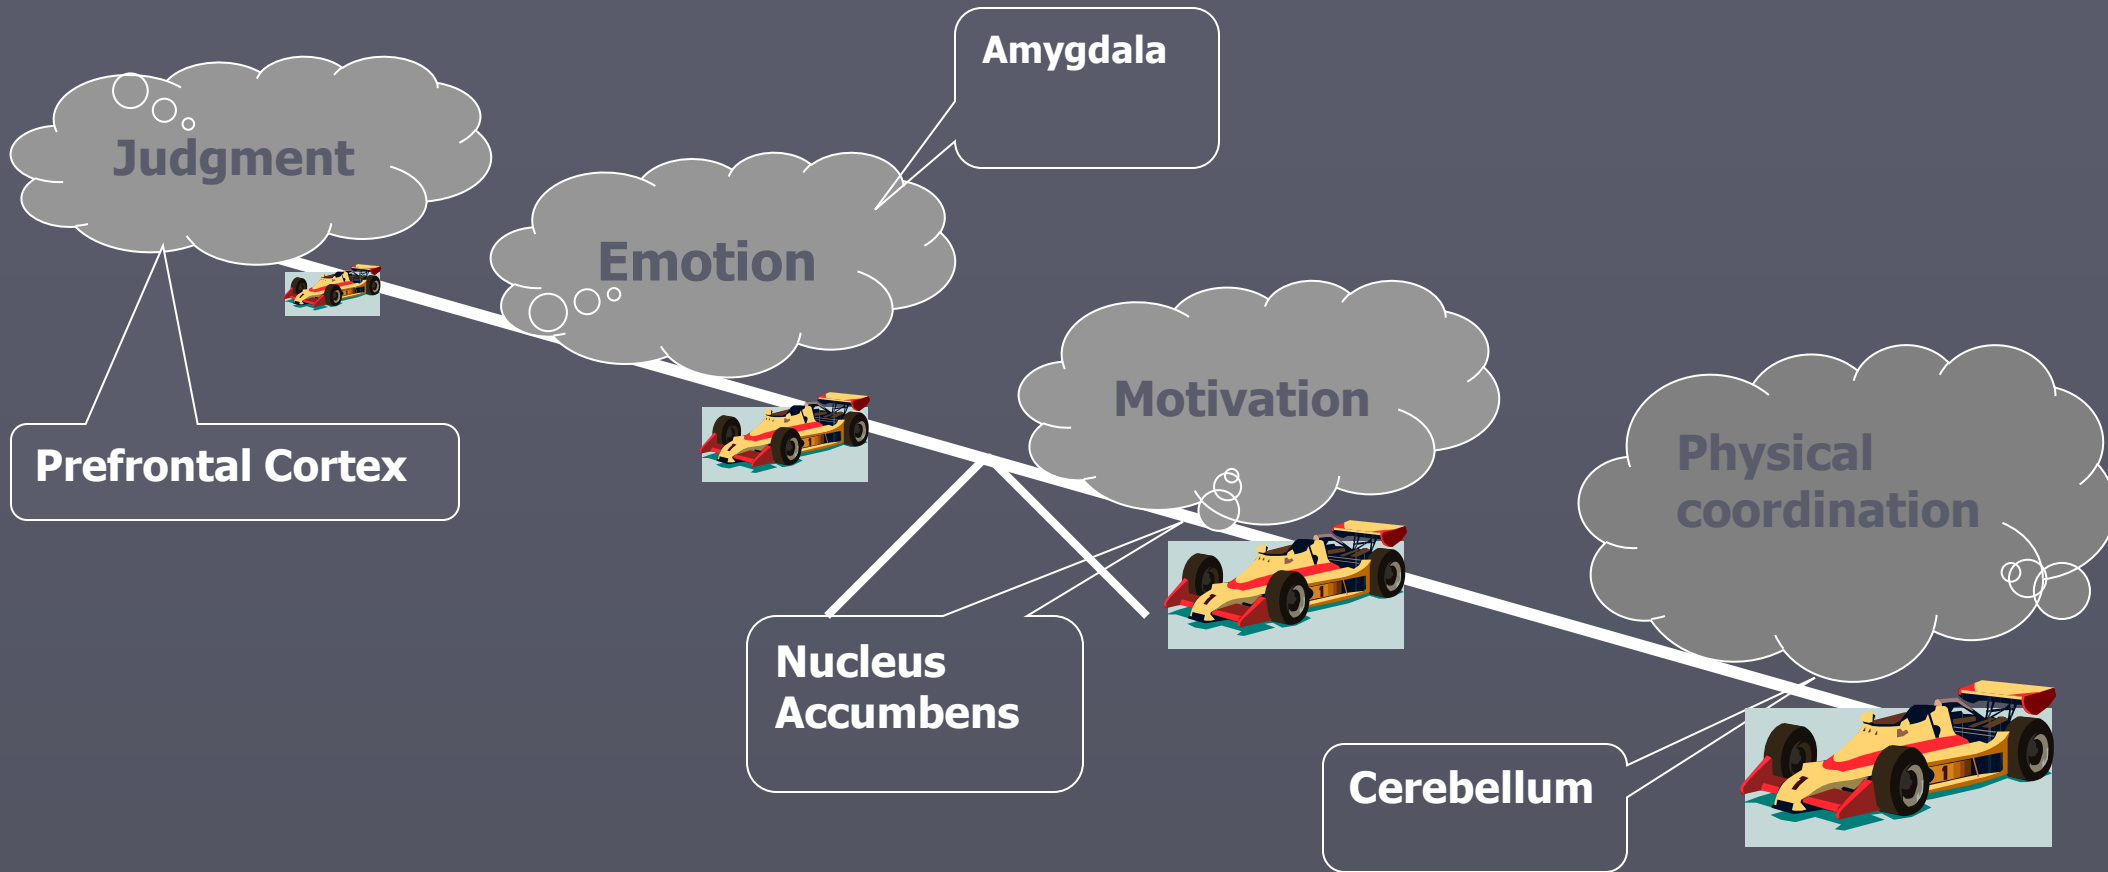 Amygdala
Judgment
Emotion
Motivation
Physical
coordination
Prefrontal Cortex
Nucleus
Accumbens
Cerebellum